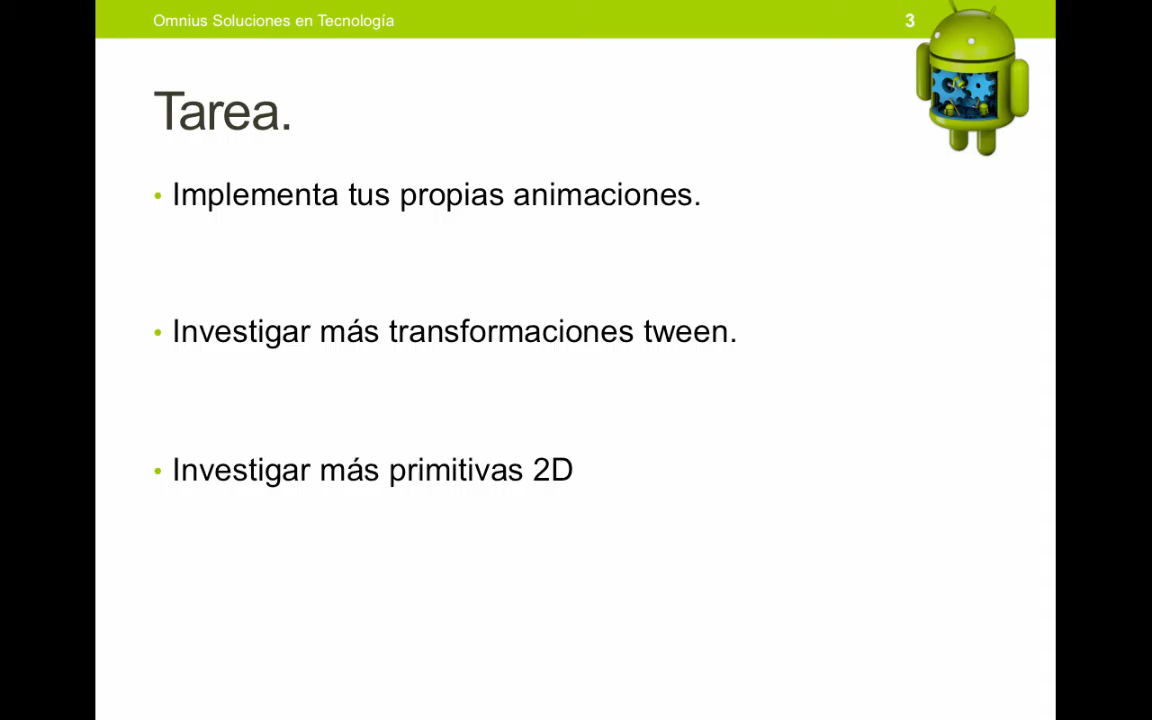 Omnius Soluciones en Tecnología
3
Tarea.
• Implementa tus propias animaciones.
• Investigar más transformaciones tween.
• Investigar más primitivas 2D